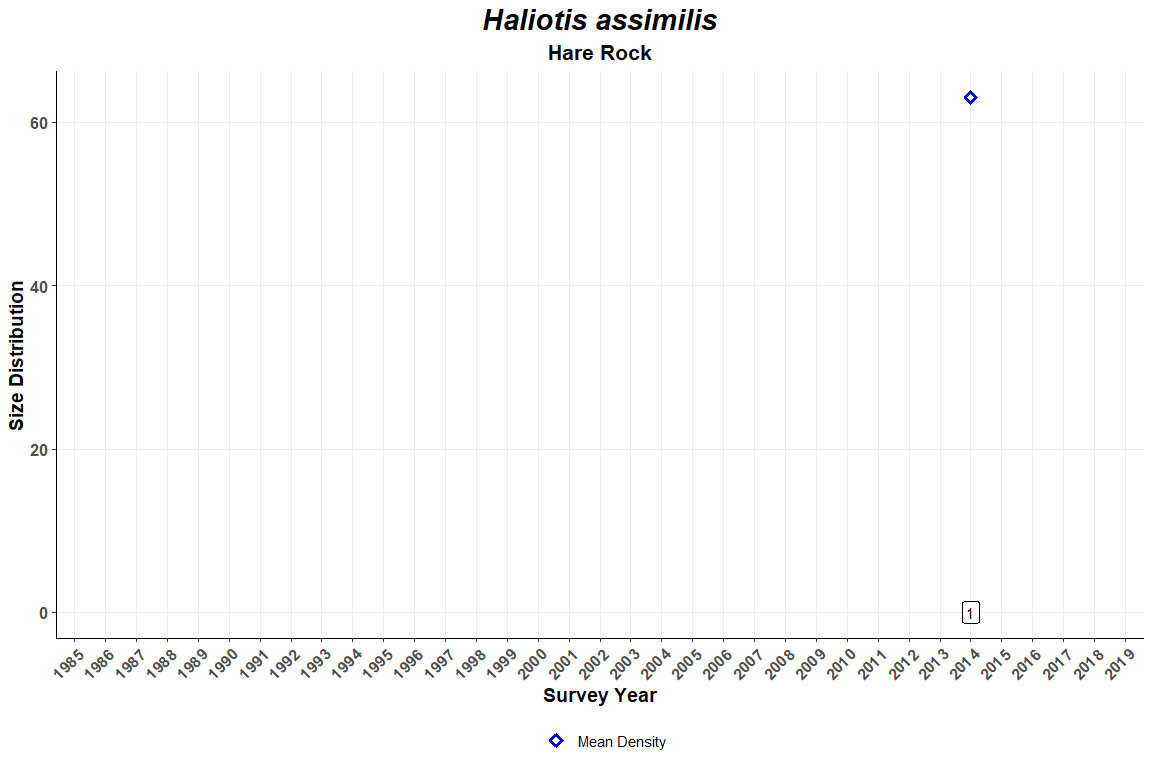 Haliotis assimilis
Hare Rock
Size Distribution
60
40
20
0
1
1985 1986 1987 1988 1989 1990 1991 1992 1993 1994 1995 1996 1997 1998 1999 2000 2001 2002 2003 2004 2005 2006 2007 2008 2009 2010 2011 2012 2013 2014 2015 2016 2017 2018 2019
Survey Year
Mean Density